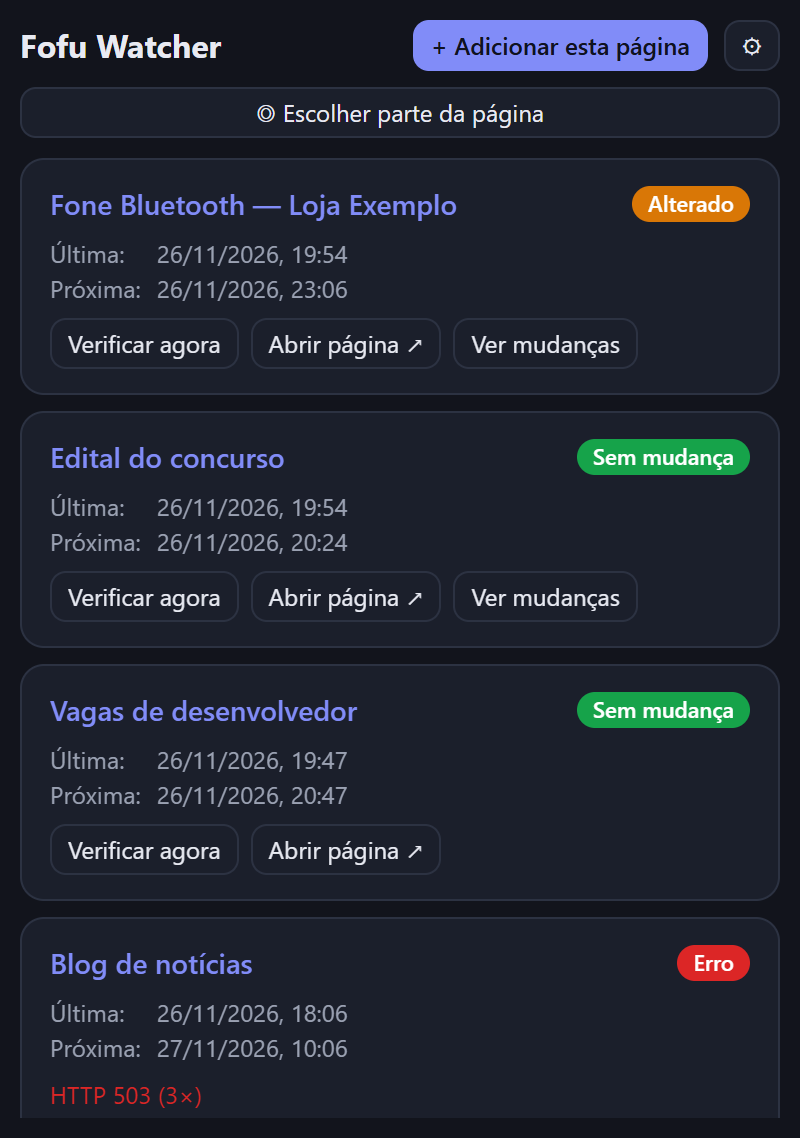 Fofu Watcher
+ Adicionar esta página
⚙
◎ Escolher parte da página
Fone Bluetooth — Loja Exemplo
Alterado
Última: 26/11/2026, 19:54
Próxima: 26/11/2026, 23:06
Verificar agora Abrir página ↗ Ver mudanças
Edital do concurso
Sem mudança
Última: 26/11/2026, 19:54
Próxima: 26/11/2026, 20:24
Verificar agora Abrir página ↗ Ver mudanças
Vagas de desenvolvedor
Sem mudança
Última: 26/11/2026, 19:47
Próxima: 26/11/2026, 20:47
Verificar agora Abrir página ↗
Blog de notícias
Erro
Última: 26/11/2026, 18:06
Próxima: 27/11/2026, 10:06
HTTP 503 (3×)